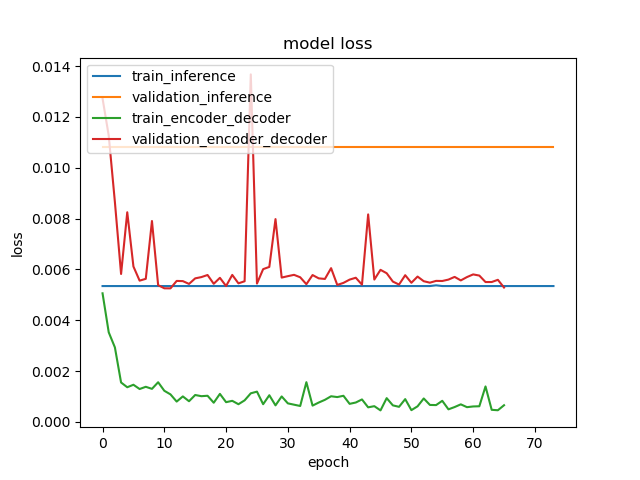 model loss
train_inference
validation_inference
train_encoder_decoder
validation_encoder_decoder
0.014
0.012
0.010
0.008
0.006
0.004
0.002
0.000
loss
0 10 20 30 40 50 60 70
epoch